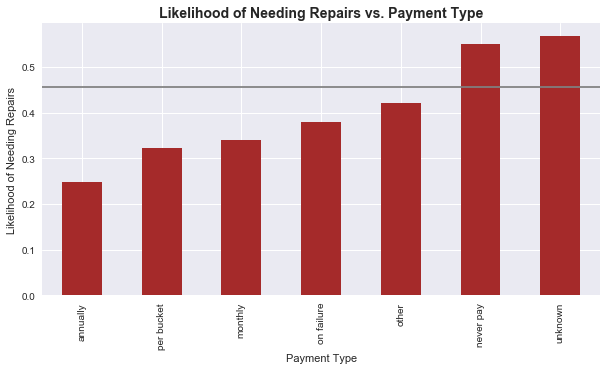 Likelihood of Needing Repairs vs. Payment Type
Likelihood of Needing Repairs
0.5
0.4
0.3
0.2
0.1
0.0
annually
per bucket
monthly
on failure
other
never pay
unknown
Payment Type